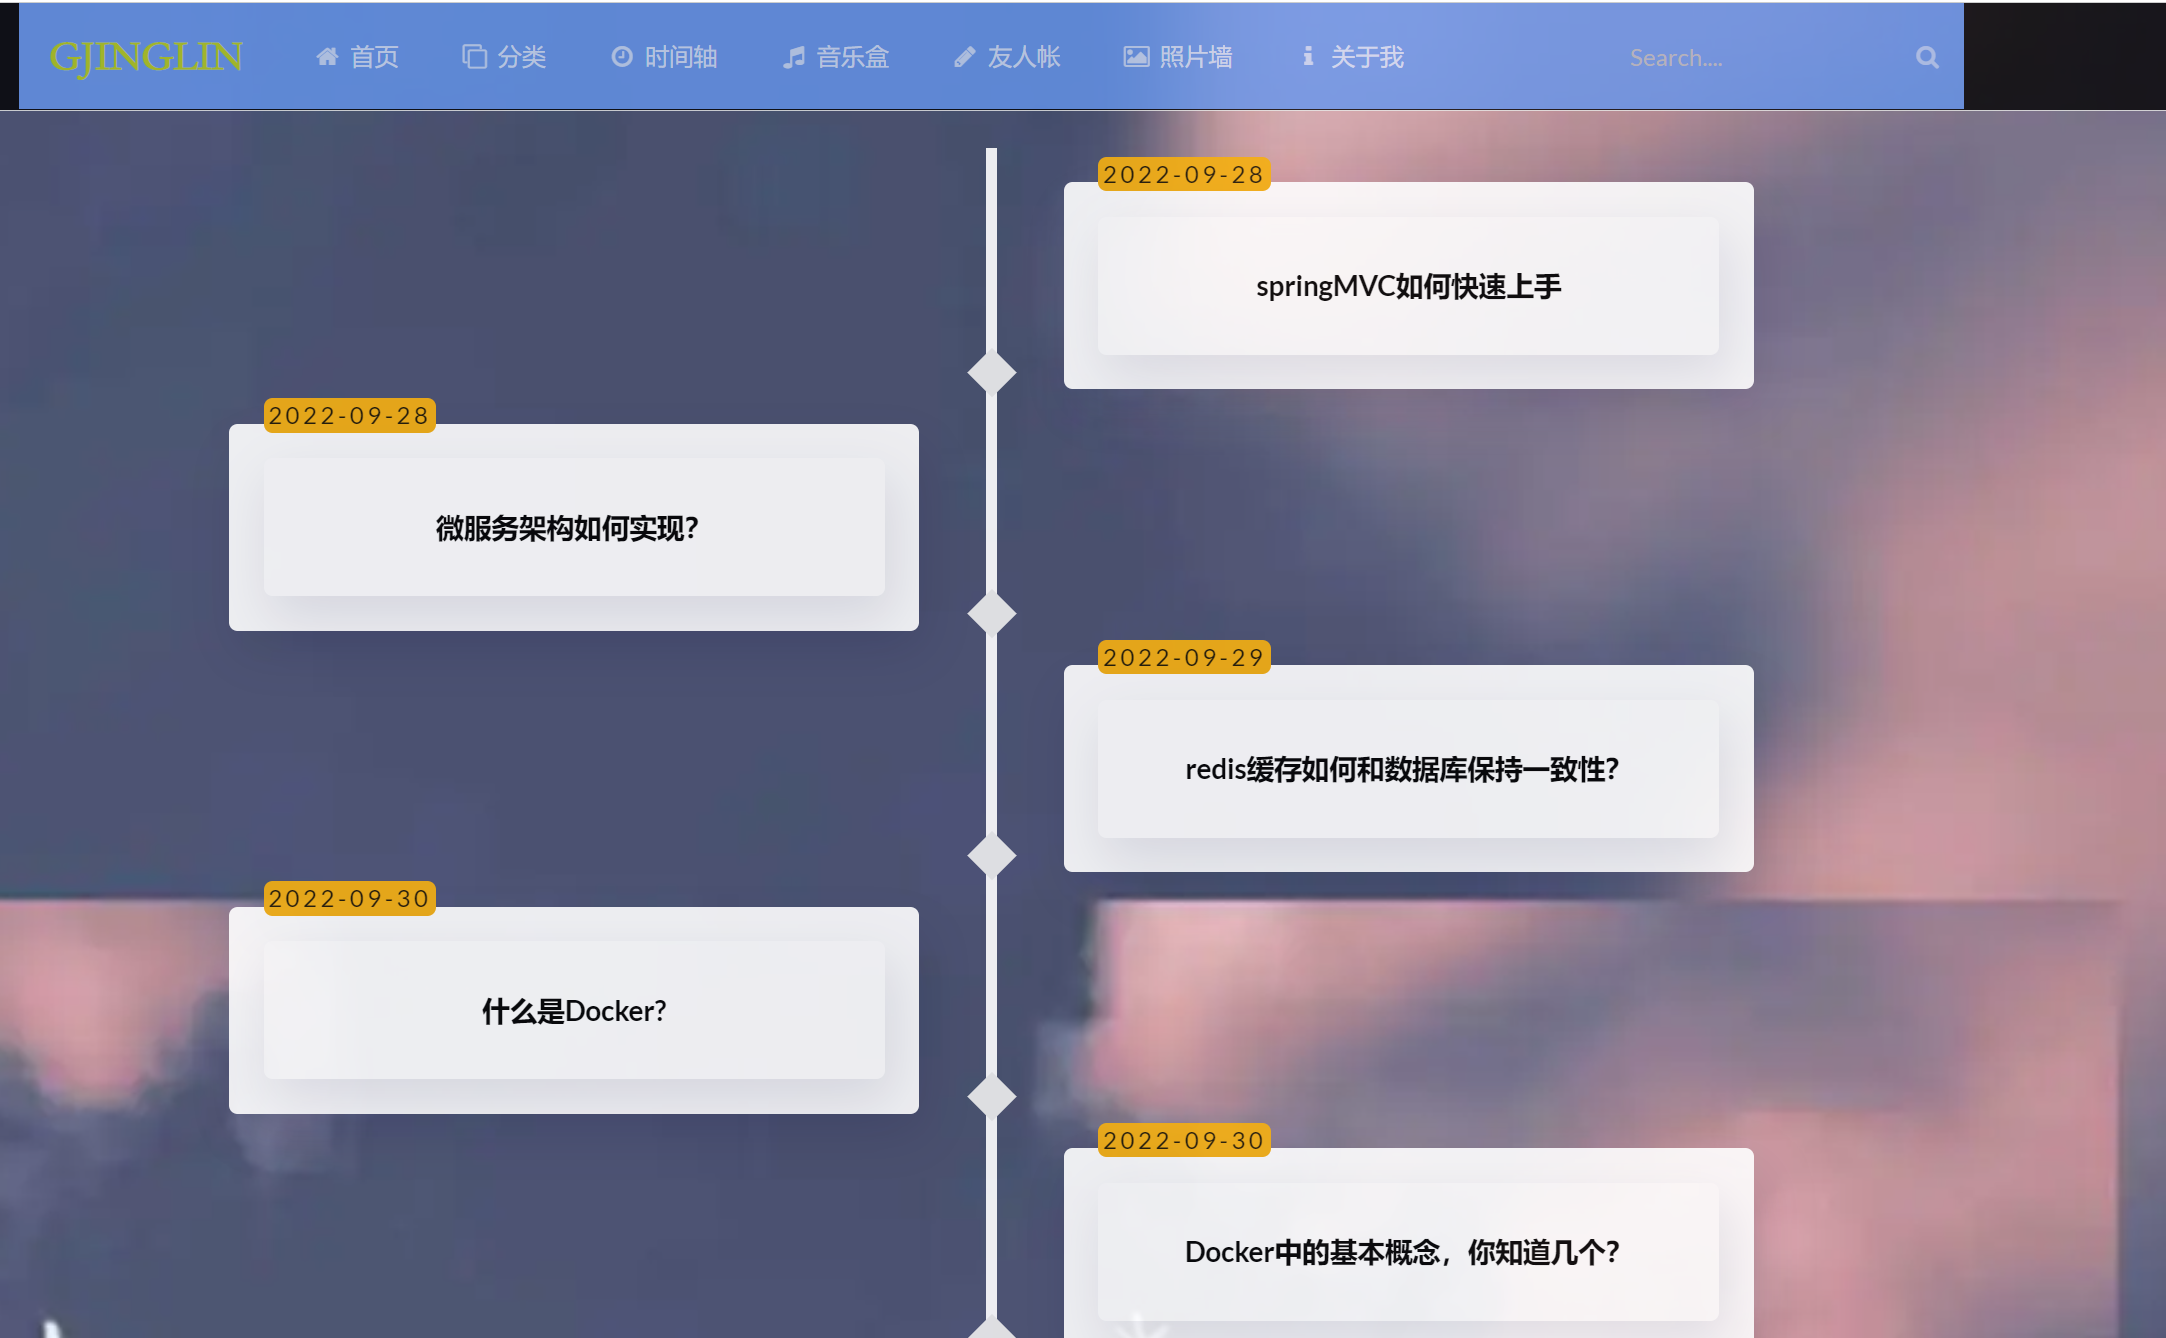 GJINGLIN
首页
分类
时间轴
音乐盒
友人帐
照片墙
关于我
Search....
2022-09-28
springMVC如何快速上手
2022-09-28
微服务架构如何实现？
2022-09-29
redis缓存如何和数据库保持一致性？
2022-09-30
什么是Docker?
2022-09-30
Docker中的基本概念，你知道几个？